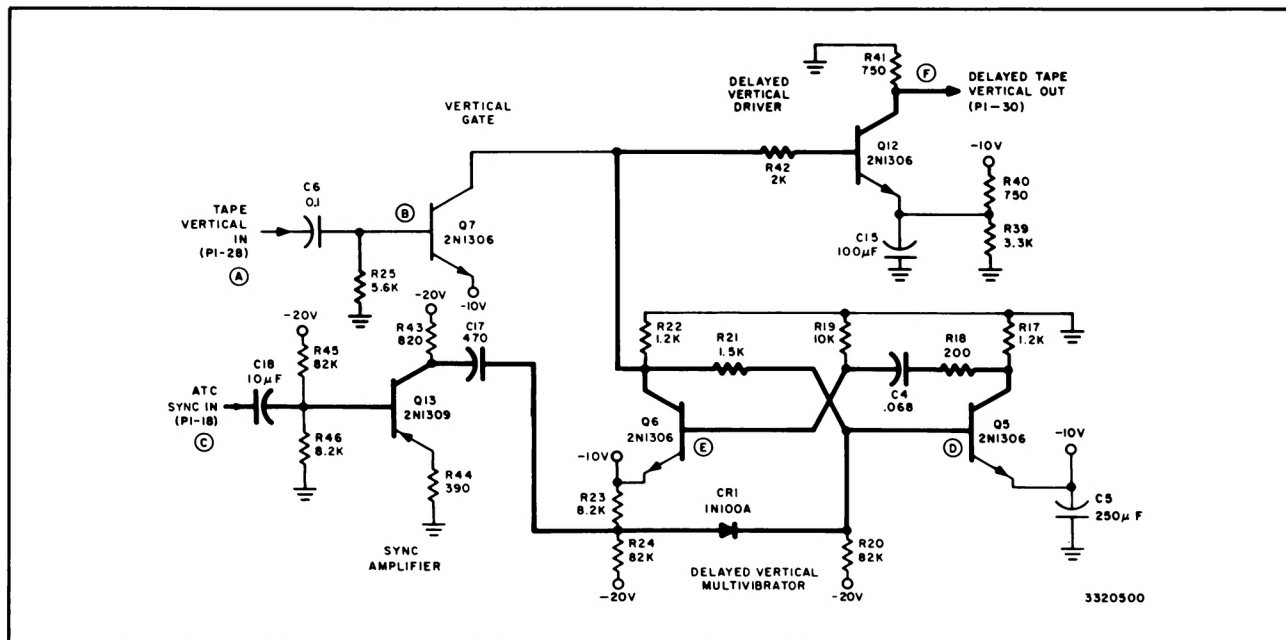 R41
750
F
DELAYED TAPE
VERTICAL OUT
(P1-30)
DELAYED
VERTICAL
DRIVER
VERTICAL
GATE
Q12
2N1306
-10V
R42
2K
R40
750
C6
0.1
TAPE
VERTICAL
IN
(P1-28)
A
B
Q7
2N1306
C15
100µF
R39
3.3K
R25
5.6K
-10V
-20V
-20V
R43
820
C17
470
R22
1.2K
R21
1.5K
R19
10K
R18
200
R17
1.2K
R45
82K
C18
10µF
C4
.068
ATC
SYNC IN
(P1-18)
C
Q13
2N1309
Q6
2N1306
E
Q5
2N1306
D
-10V
R46
8.2K
-10V
R44
390
R23
8.2K
CR1
1N100A
C5
250µF
R24
82K
R20
82K
SYNC
AMPLIFIER
DELAYED VERTICAL
MULTIVIBRATOR
-20V
-20V
3320500